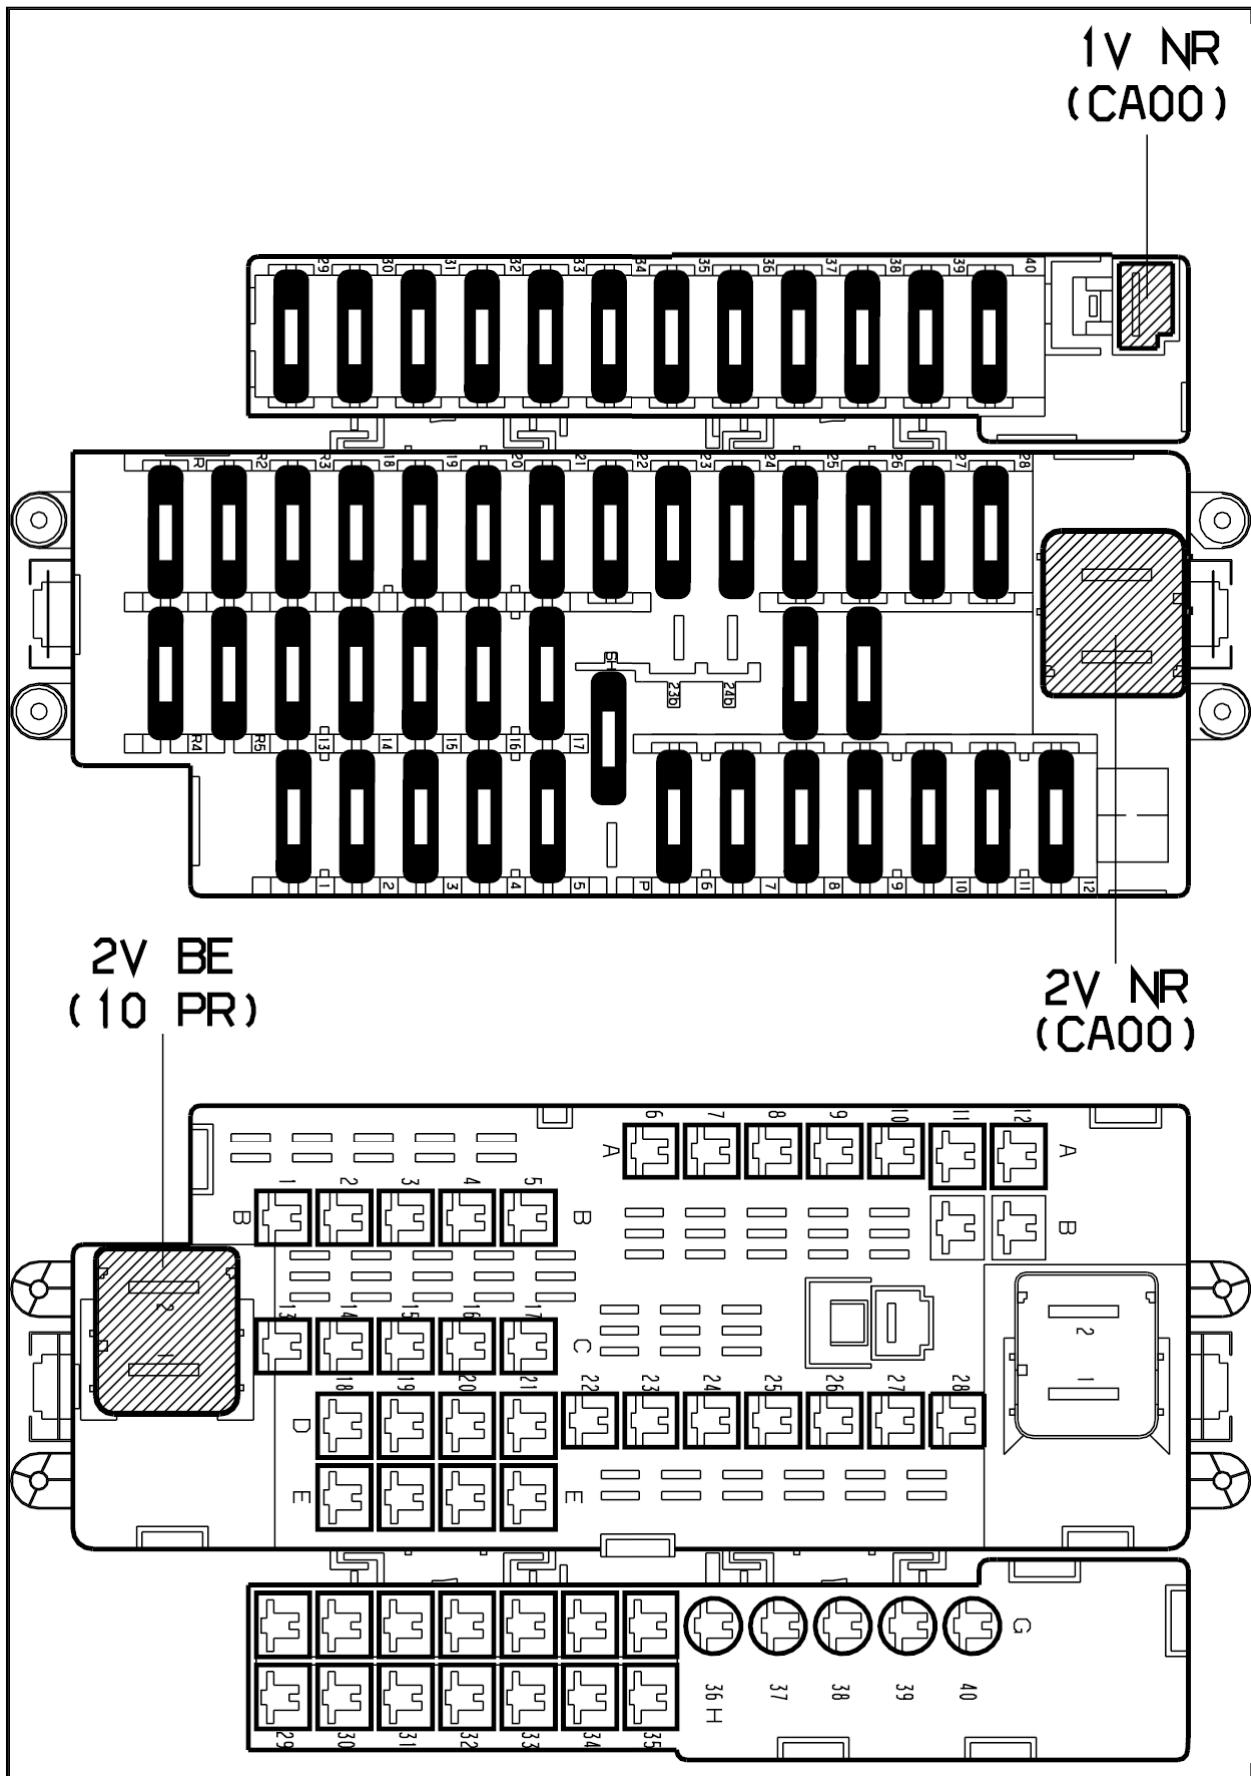 1V NR
(CA00)
29 30 31 32 33 34 35 36 37 38 39 40
R R2 R3 18 19 20 21 22 23 24 25 26 27 28
S
23b 24b
R4 R5 13 14 15 16 17
1 2 3 4 5 P 6 7 8 9 10 11 12
2V BE
(10 PR)
2V NR
(CA00)
6 7 8 9 10 11 12
A A
1 2 3 4 5
B B B
2
1
13 14 15 16 17
C
2
1
18 19 20 21 22 23 24 25 26 27 28
D
E E
G
36 H 37 38 39 40
29 30 31 32 33 34 35